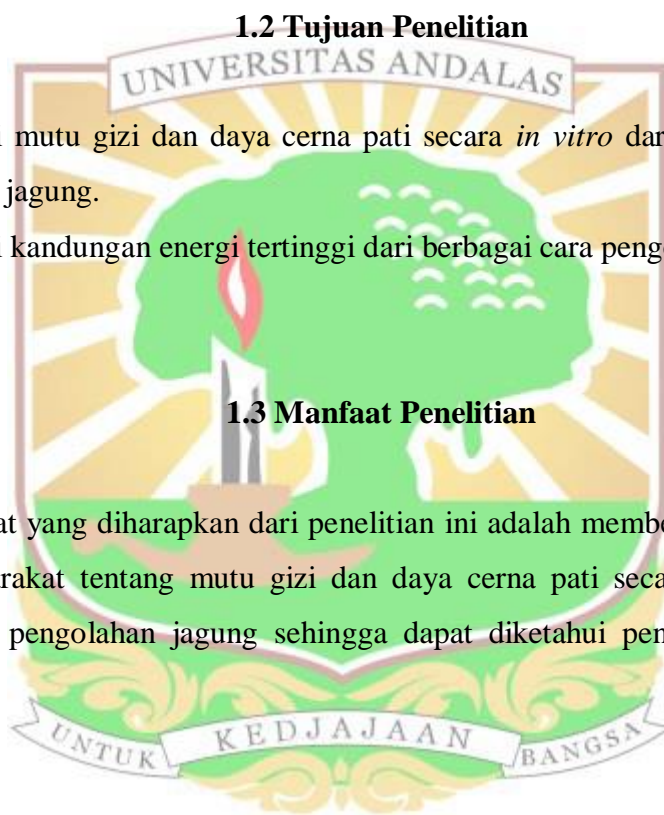 1.2 Tujuan Penelitian
UNIVERSITAS ANDALAS
mutu gizi dan daya cerna pati secara in vitro dar
jagung.
kandungan energi tertinggi dari berbagai cara peng
1.3 Manfaat Penelitian
at yang diharapkan dari penelitian ini adalah membe
arakat tentang mutu gizi dan daya cerna pati seca
pengolahan jagung sehingga dapat diketahui pen
UNTUK KEDJAJAAN BANGSA